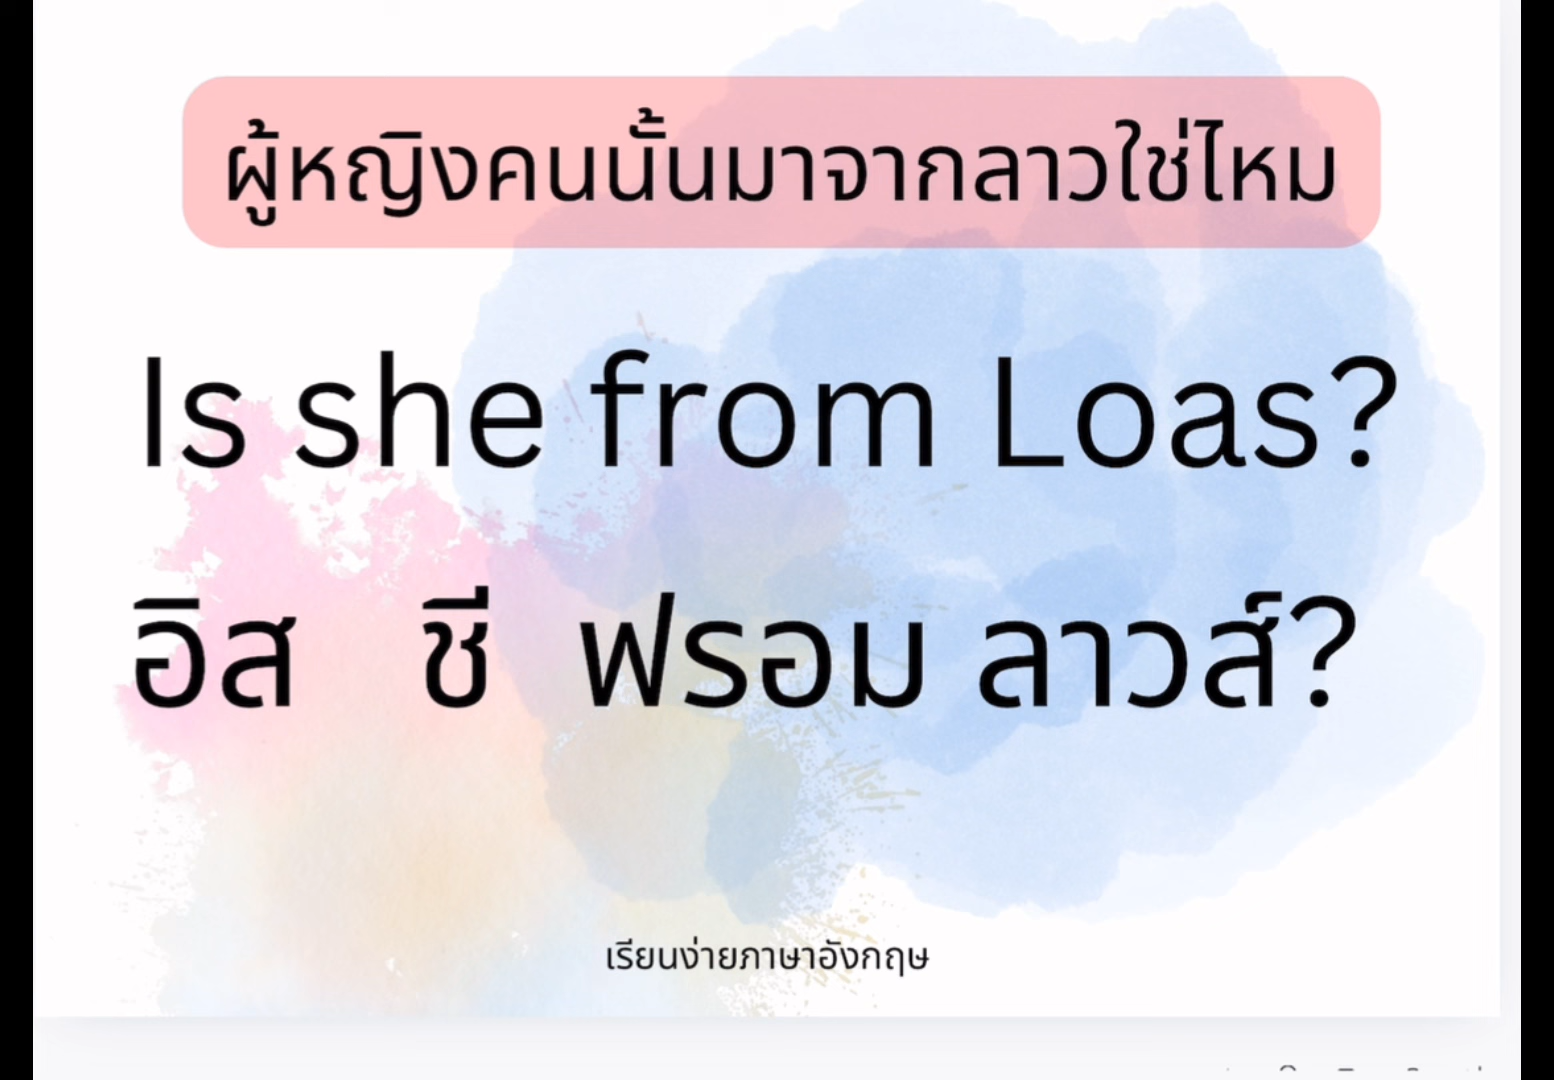 ผู้หญิงคนนั้นมาจากลาวใช่ไหม
Is she from Loas?
อิส ชี ฟรอม ลาวส์?
เรียนง่ายภาษาอังกฤษ